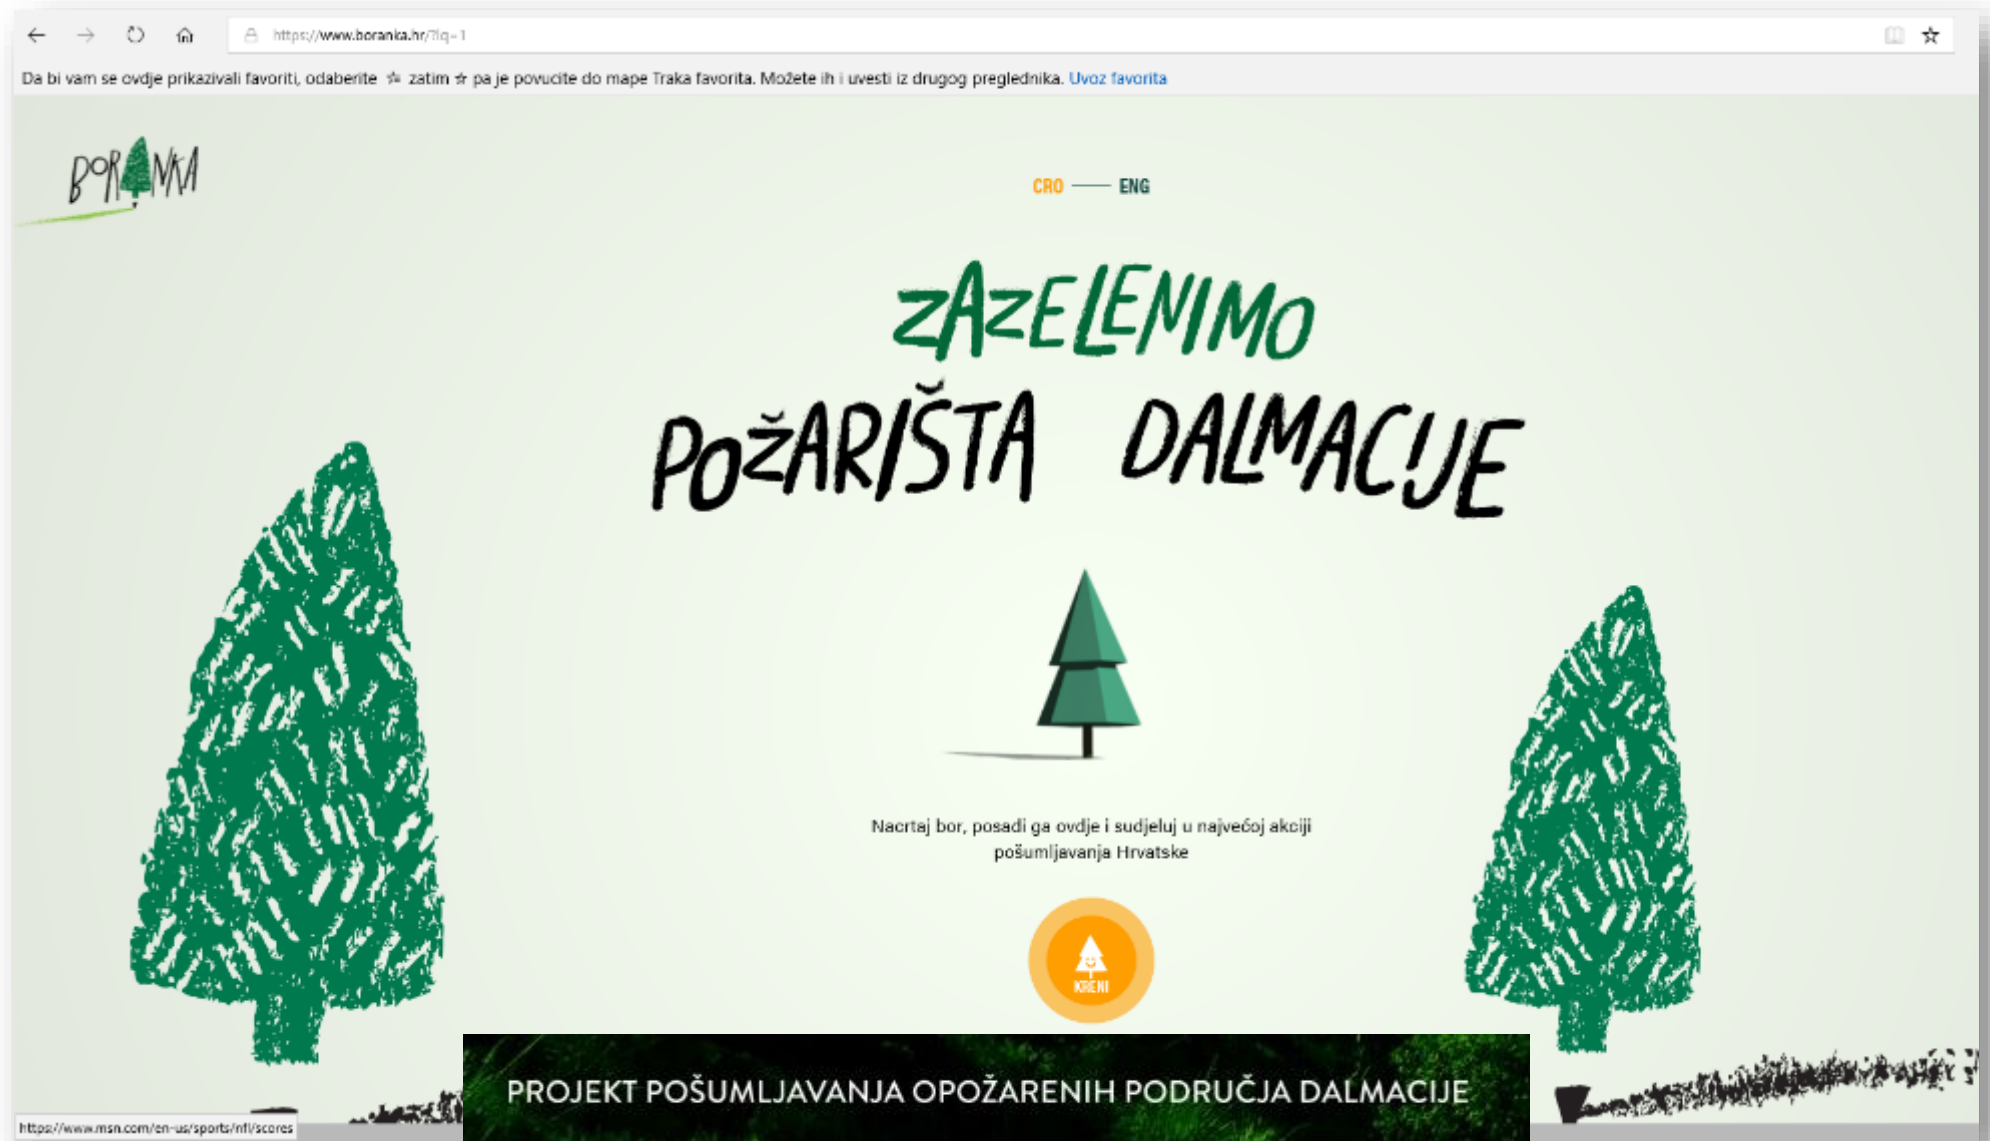 https://www.boranka.hr/?lq=1
Da bi vam se ovdje prikazivali favoriti, odaberite zatim pa je povucite do mape Traka favorita. Možete ih i uvesti iz drugog preglednika. Uvoz favorita
BORANKA
CRO ENG
ZAZELENIMO
POŽARIŠTA DALMACIJE
Nacrtaj bor, posadi ga ovdje i sudjeluj u najvećoj akciji
pošumljavanja Hrvatske
KRENI
PROJEKT POŠUMLJAVANJA OPOŽARENIH PODRUČJA DALMACIJE
https://www.msn.com/en-us/sports/nfl/scores